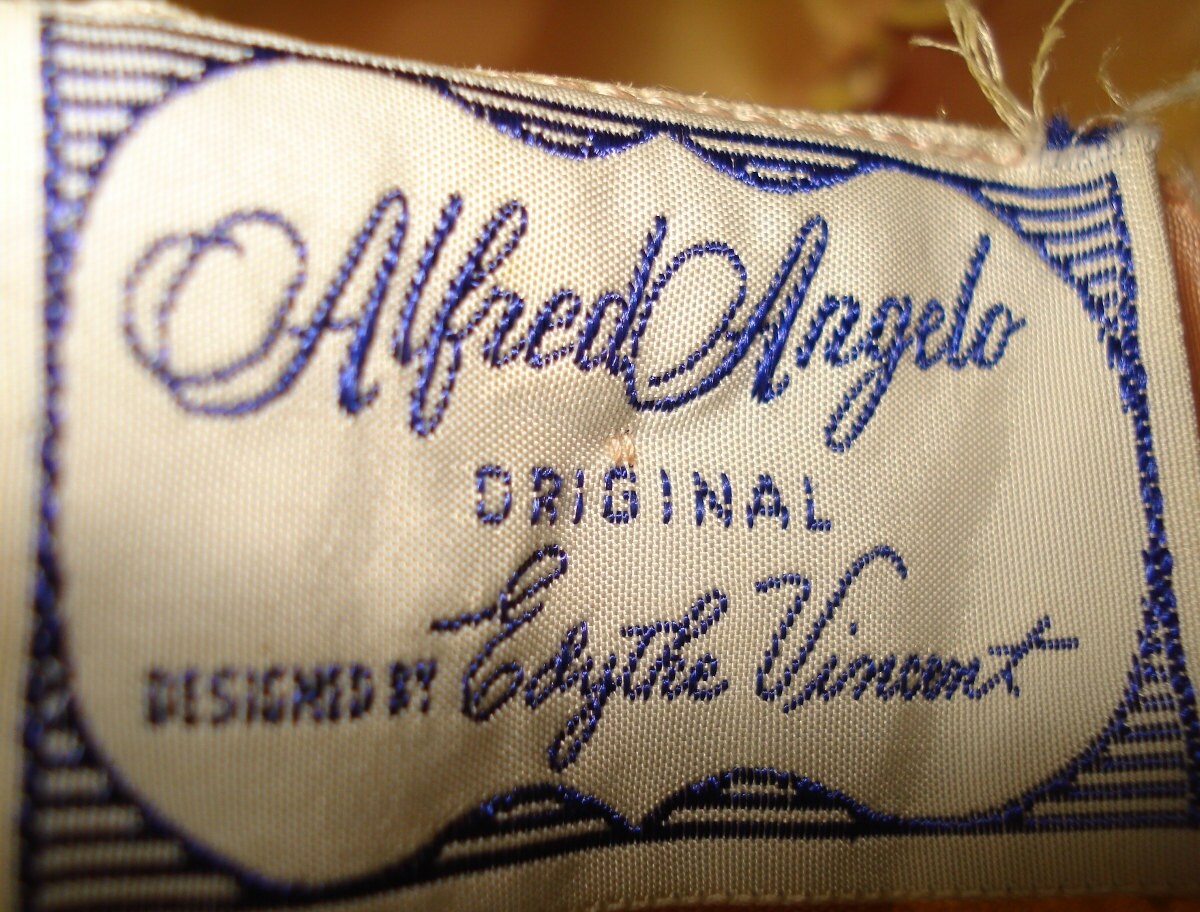 Alfred Angelo
ORIGINAL
DESIGNED BY Edythe Vincent